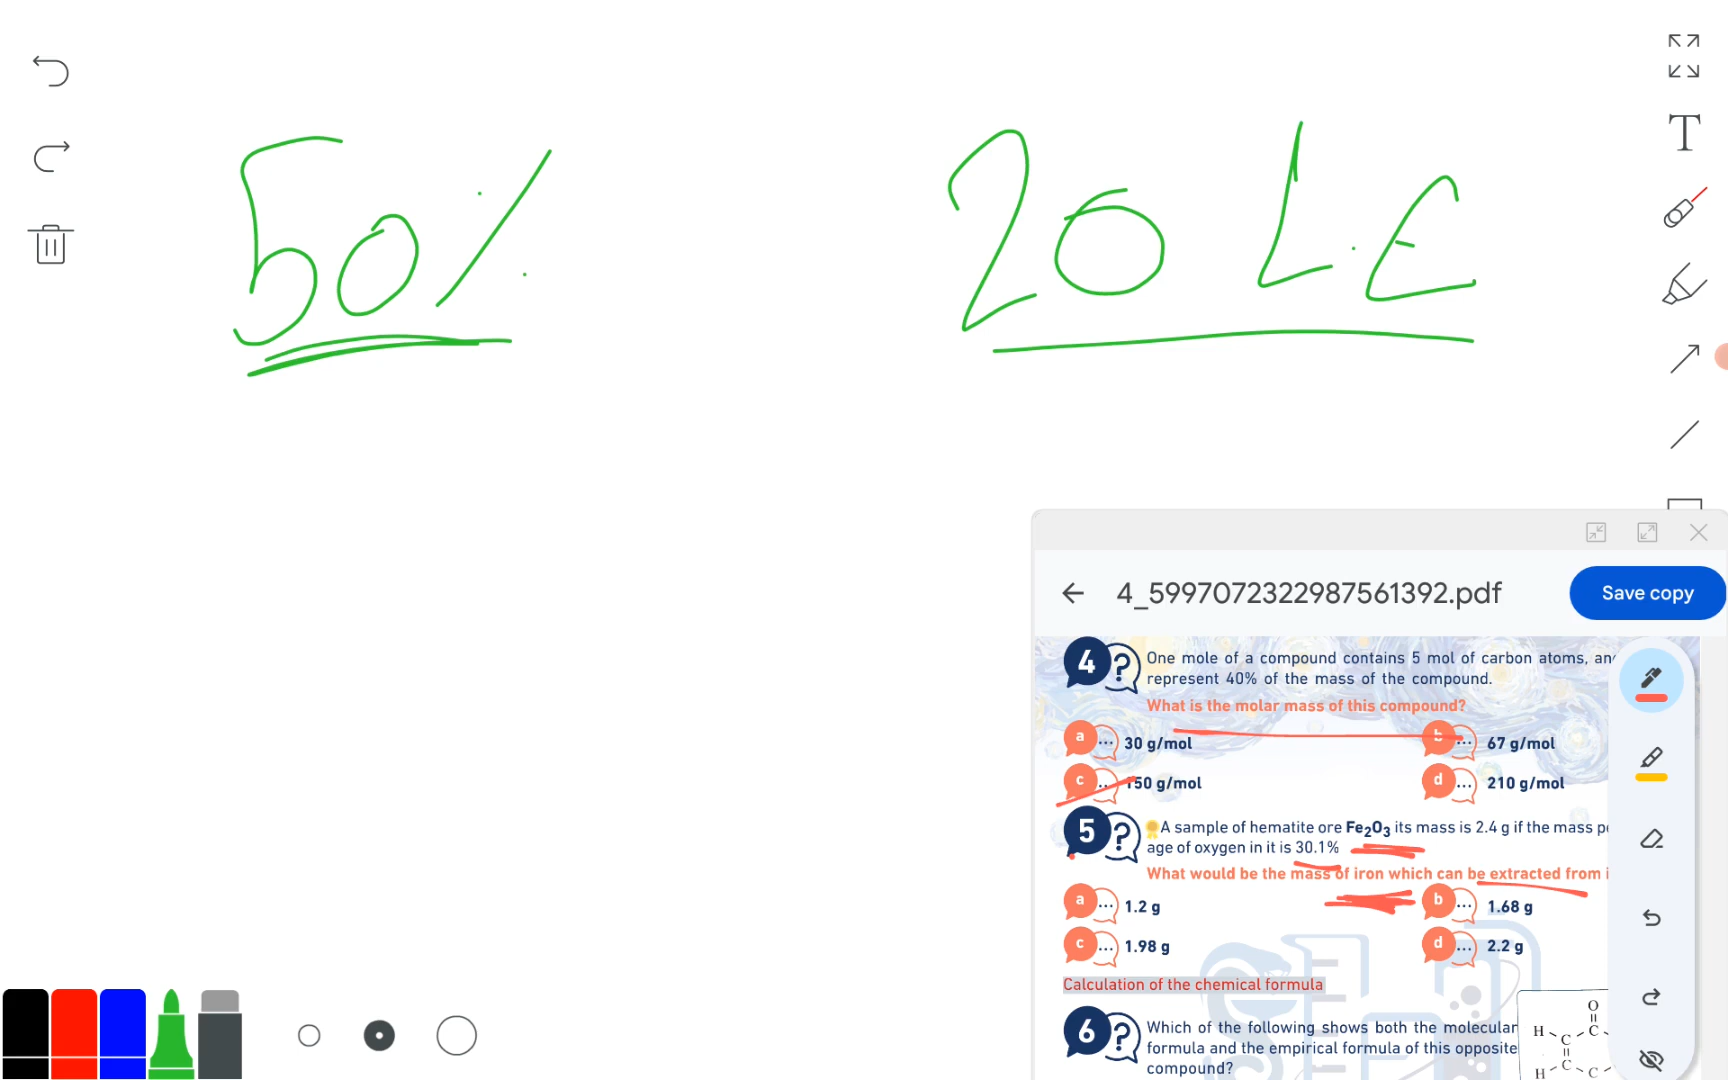 50%
20 L.E
T
4_5997072322987561392.pdf
Save copy
4 ? One mole of a compound contains 5 mol of carbon atoms, an
represent 40% of the mass of the compound.
What is the molar mass of this compound?
a ... 30 g/mol
b ... 67 g/mol
c ... 150 g/mol
d ... 210 g/mol
5 ? A sample of hematite ore Fe2O3 its mass is 2.4 g if the mass p
age of oxygen in it is 30.1%
What would be the mass of iron which can be extracted from i
a ... 1.2 g
b ... 1.68 g
c ... 1.98 g
d ... 2.2 g
Calculation of the chemical formula
6 ? Which of the following shows both the molecular
formula and the empirical formula of this opposite
compound?
O
H C C
H C C